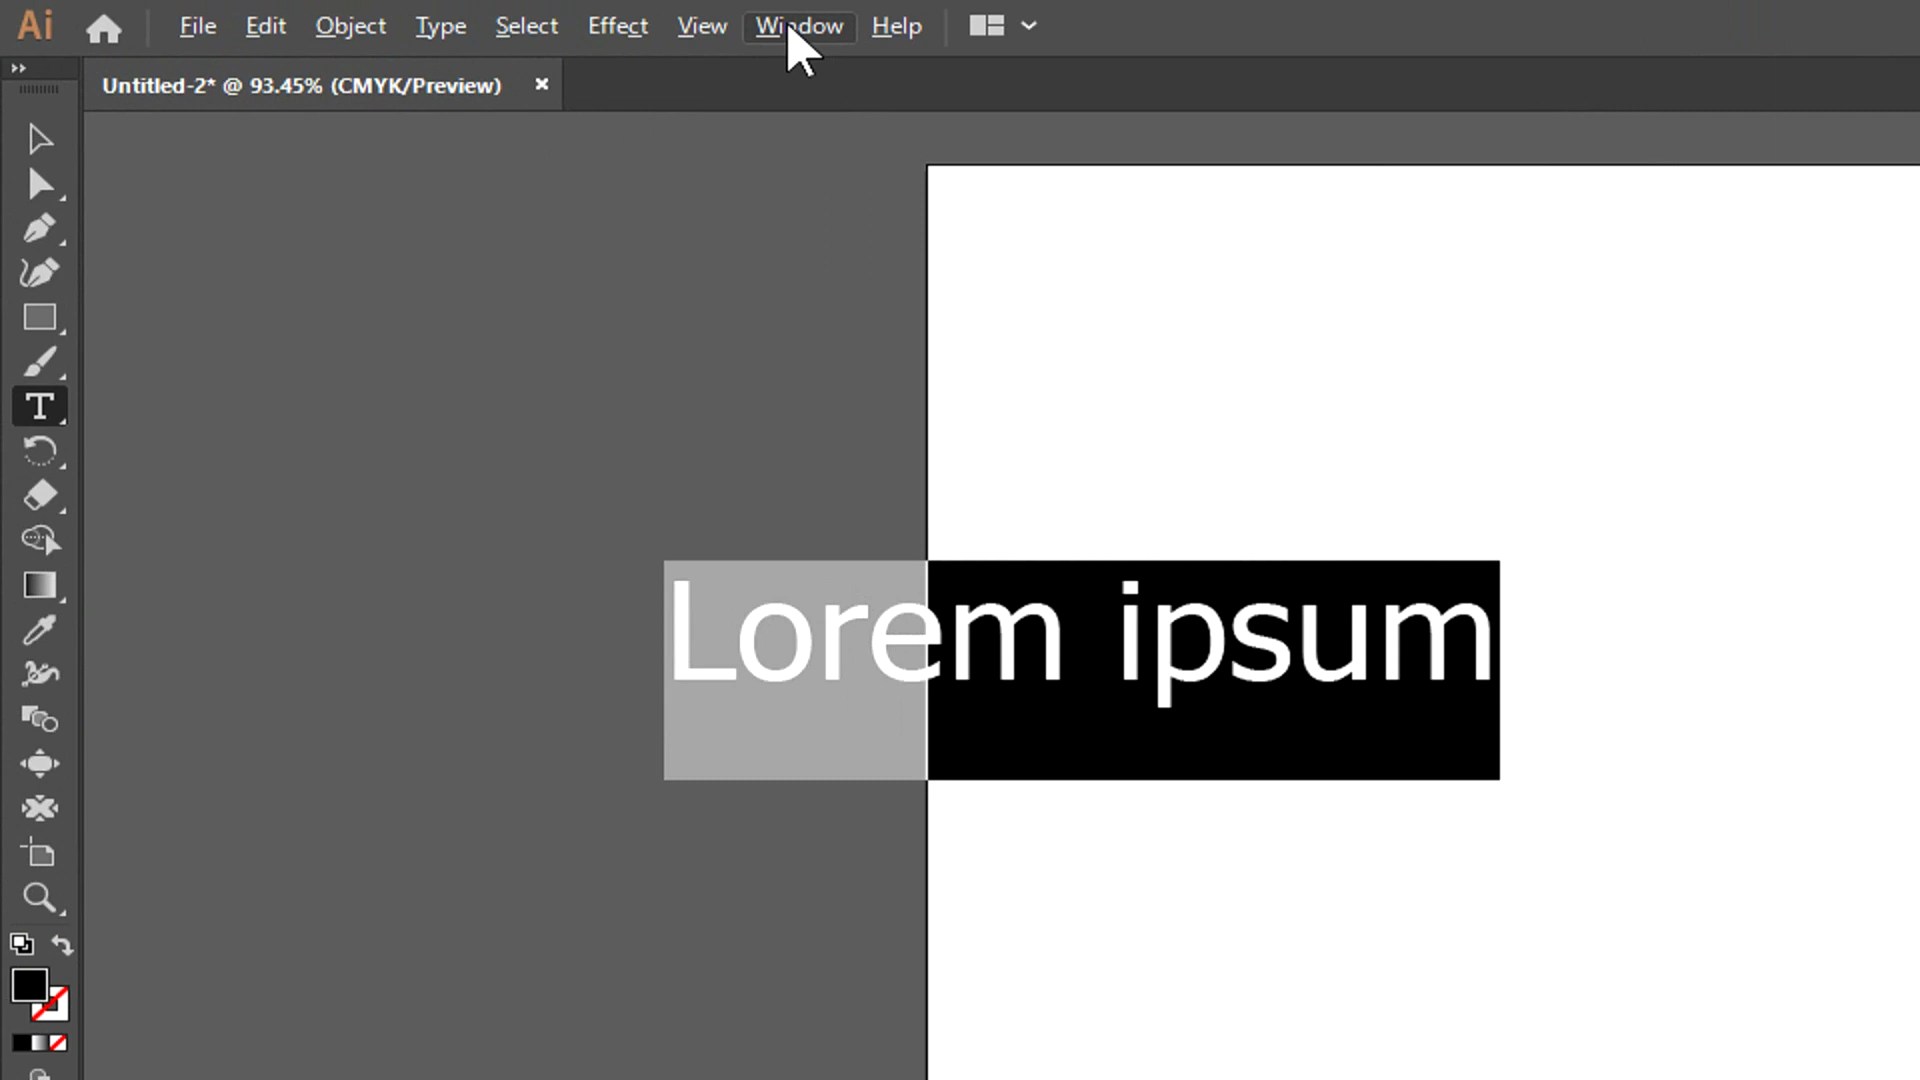 Ai File Edit Object Type Select Effect View Window Help
Untitled-2* @ 93.45% (CMYK/Preview) ×
T
Lorem ipsum